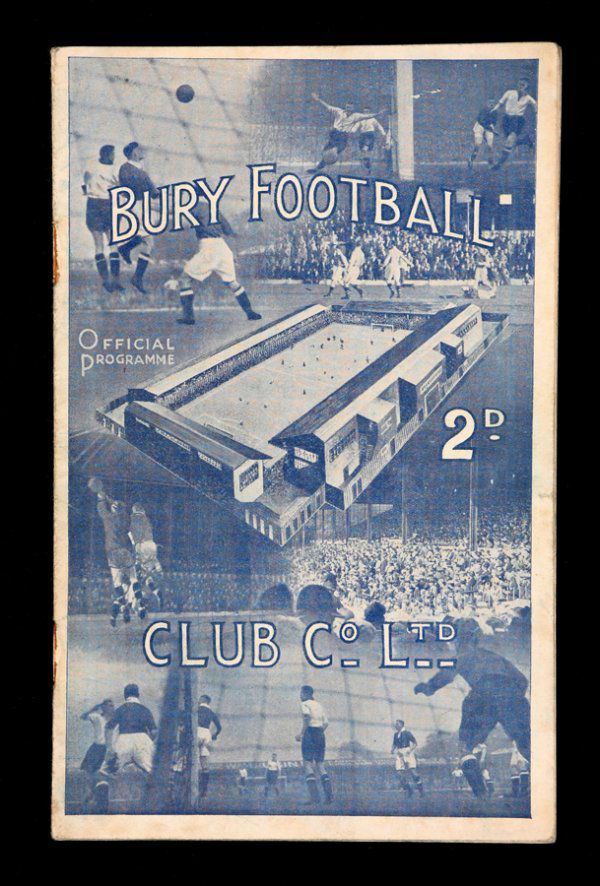 BURY FOOTBALL
OFFICIAL
PROGRAMME
2D.
CLUB CO. LTD